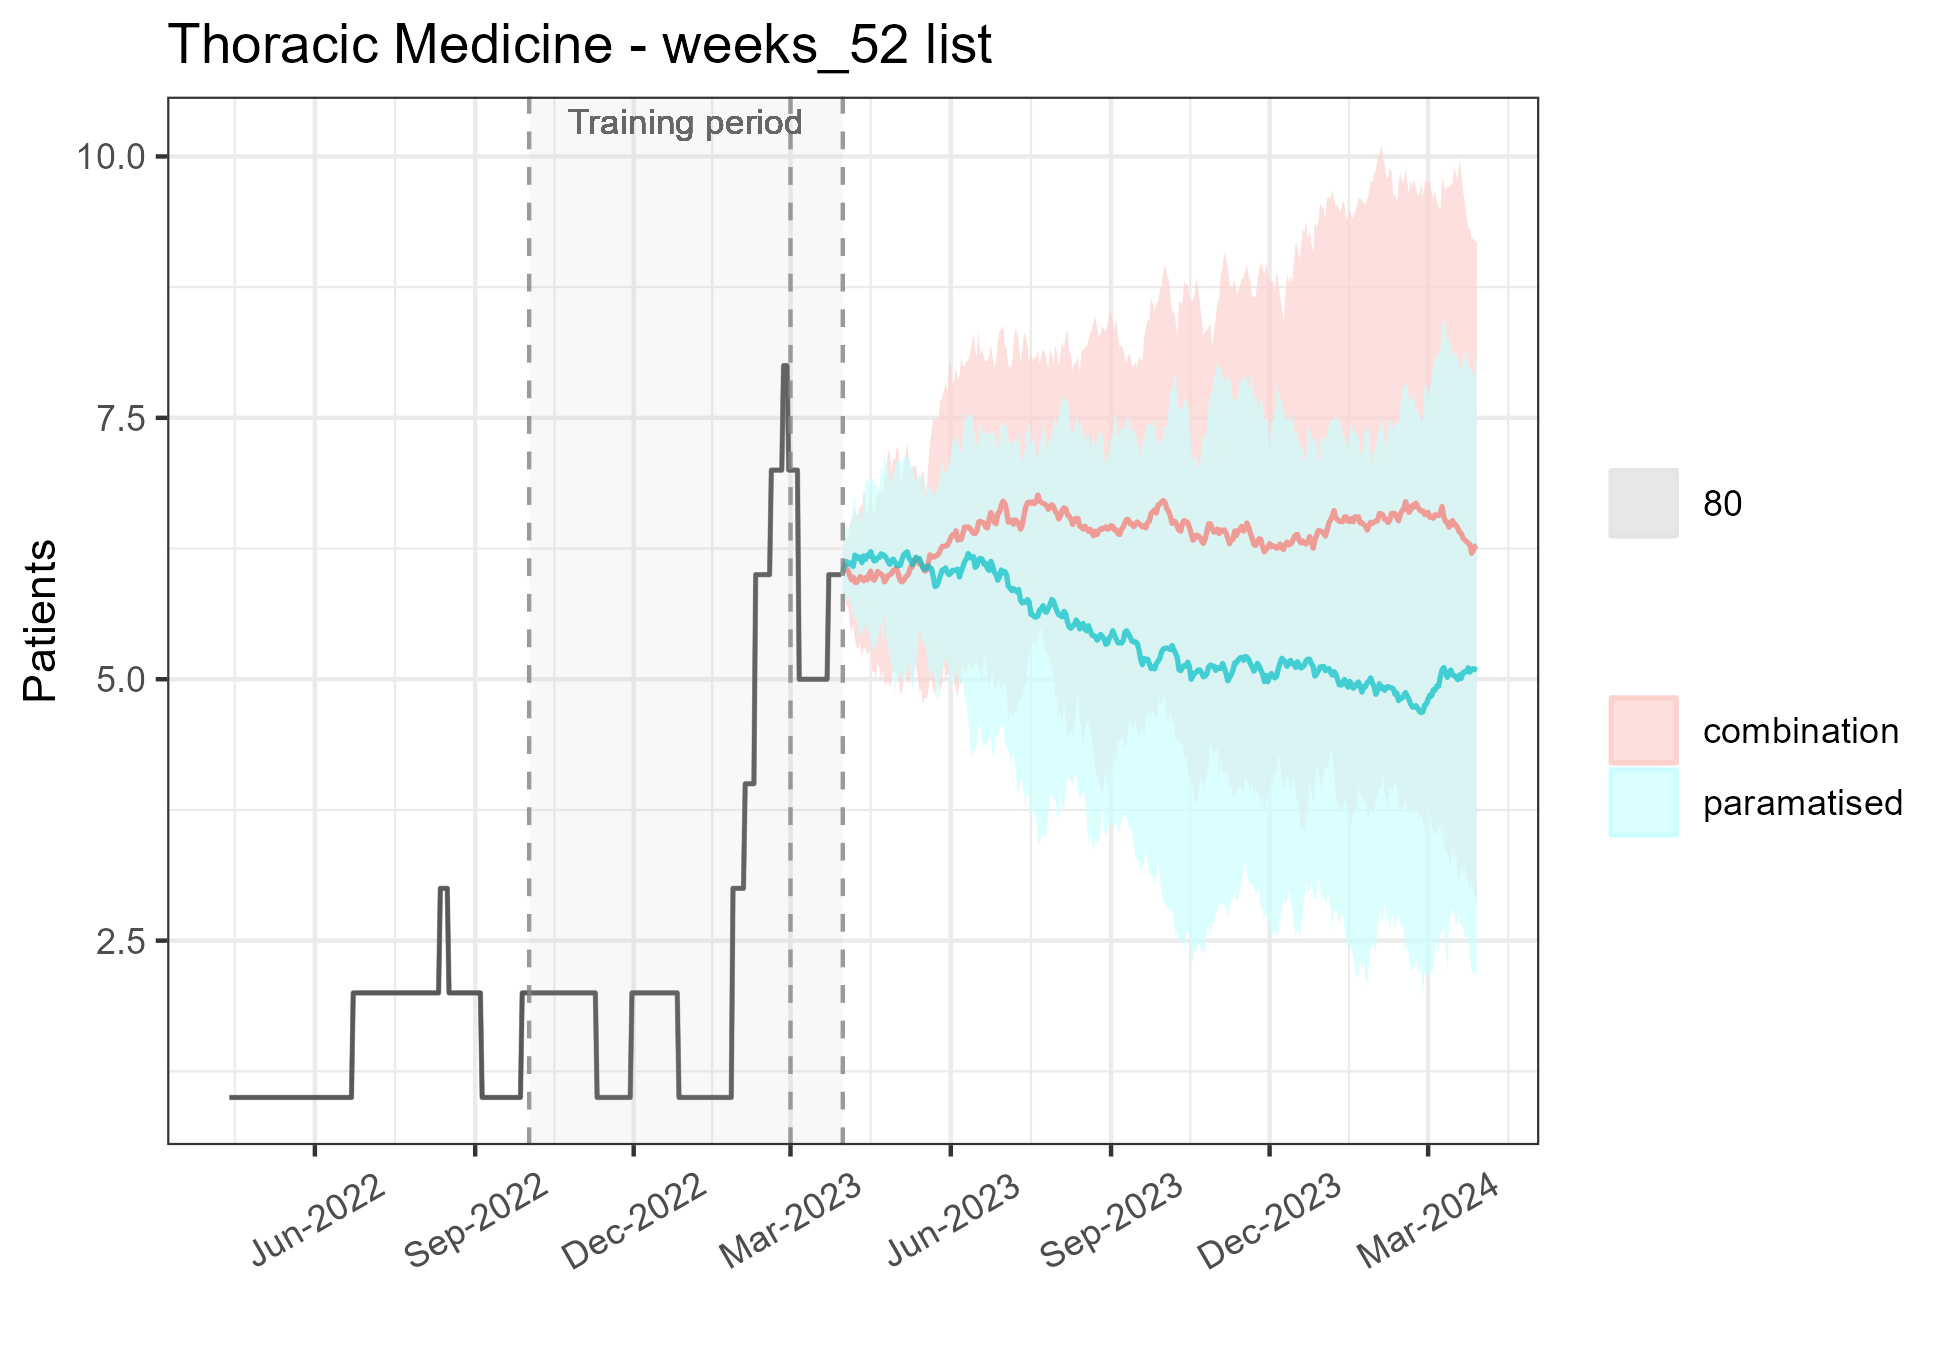 Thoracic Medicine - weeks_52 list
Training period
Patients
10.0
7.5
5.0
2.5
Jun-2022
Sep-2022
Dec-2022
Mar-2023
Jun-2023
Sep-2023
Dec-2023
Mar-2024
80
combination
paramatised